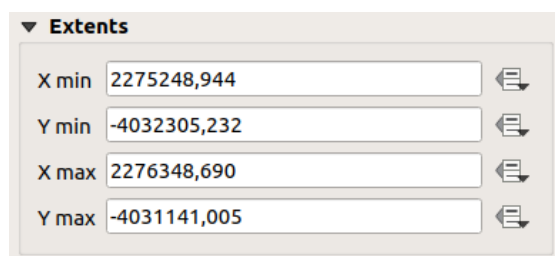 Extents
X min 2275248,944
Y min -4032305,232
X max 2276348,690
Y max -4031141,005